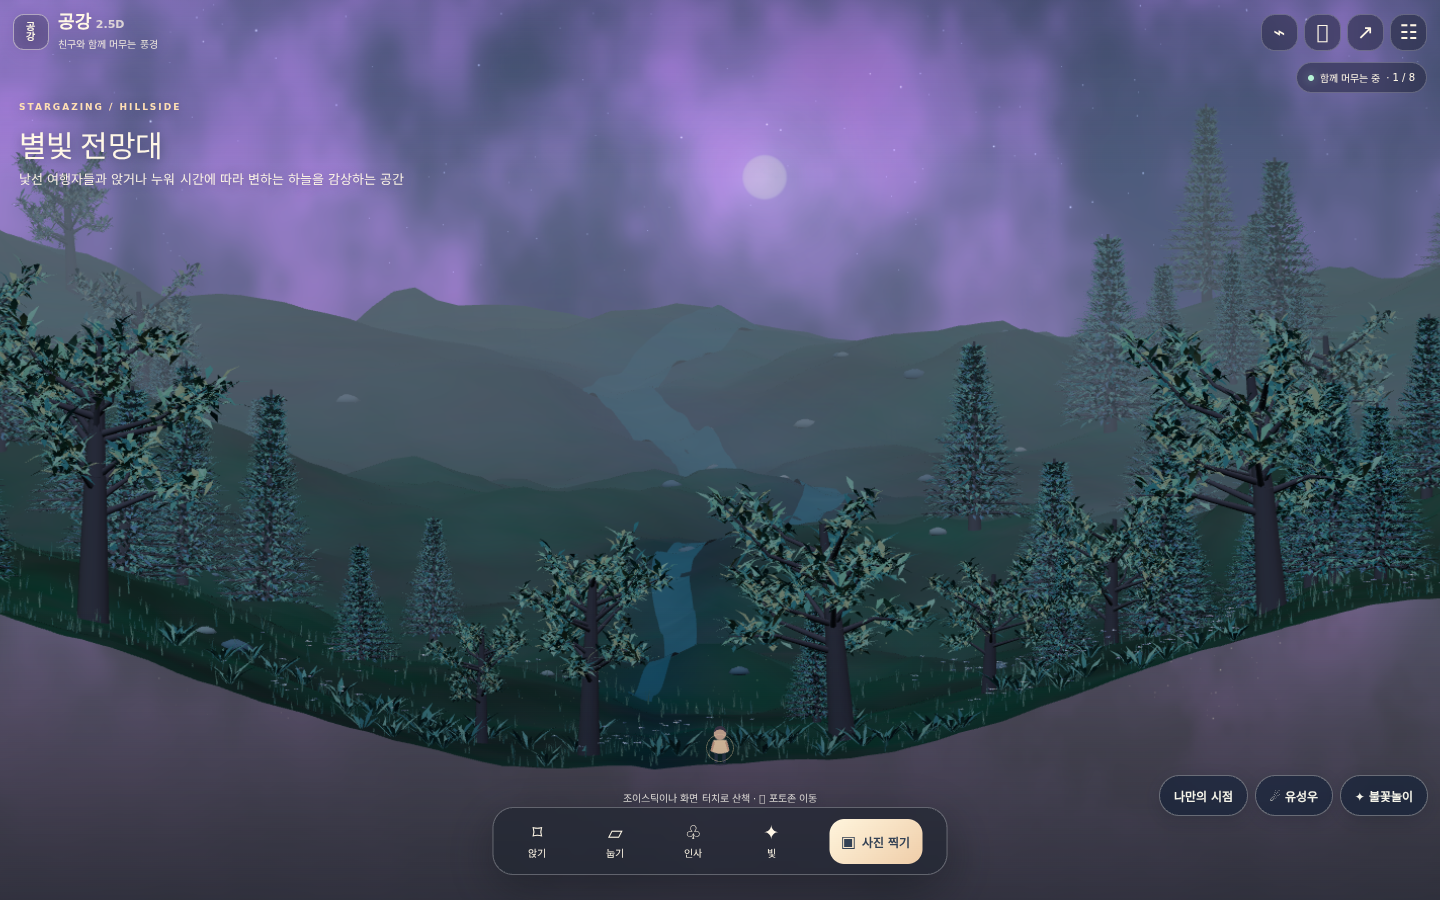 공강
공강 2.5D
친구와 함께 머무는 풍경
함께 머무는 중 · 1 / 8
STARGAZING / HILLSIDE
별빛 전망대
낯선 여행자들과 앉거나 누워 시간에 따라 변하는 하늘을 감상하는 공간
나만의 시점
☄ 유성우
✦ 불꽃놀이
조이스틱이나 화면 터치로 산책 · ▯ 포토존 이동
앉기
눕기
인사
빛
사진 찍기